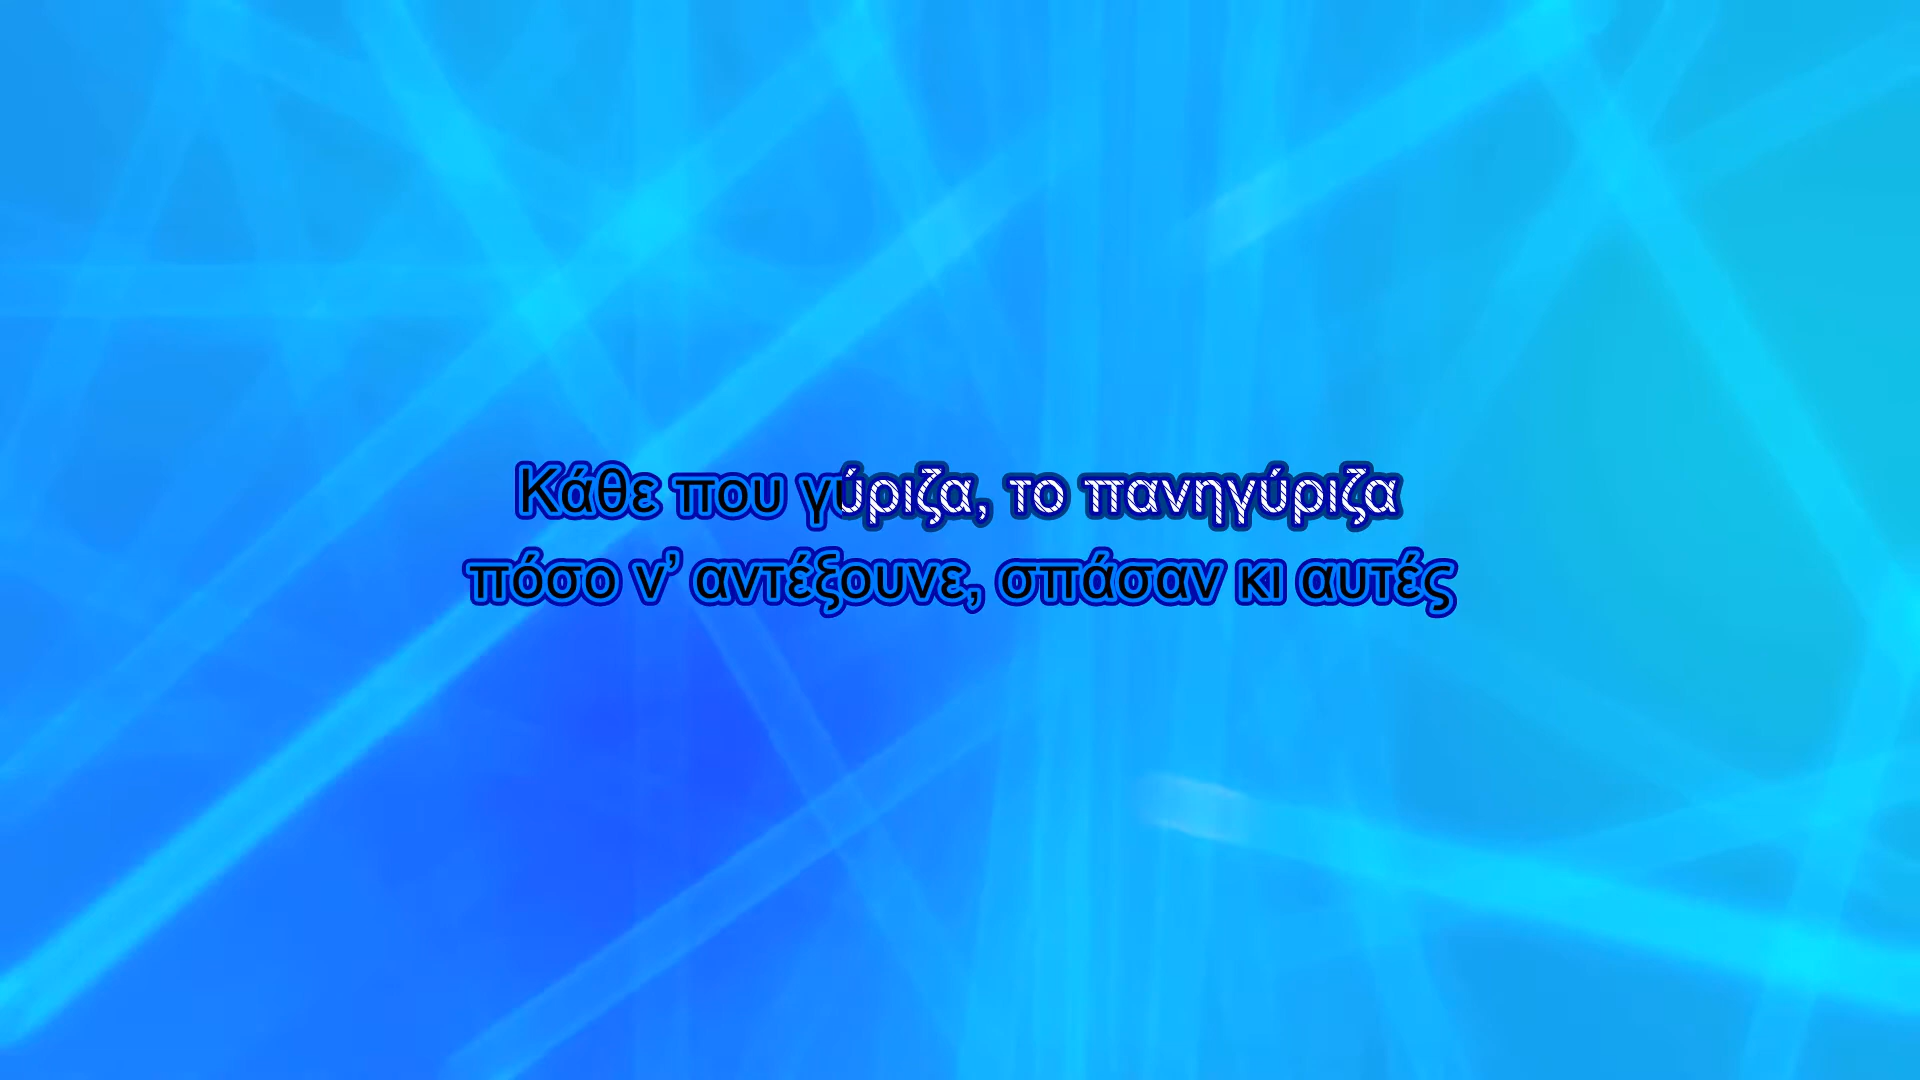 Κάθε που γύριζα, το πανηγύριζα
πόσο ν’ αντέξουνε, σπάσαν κι αυτές